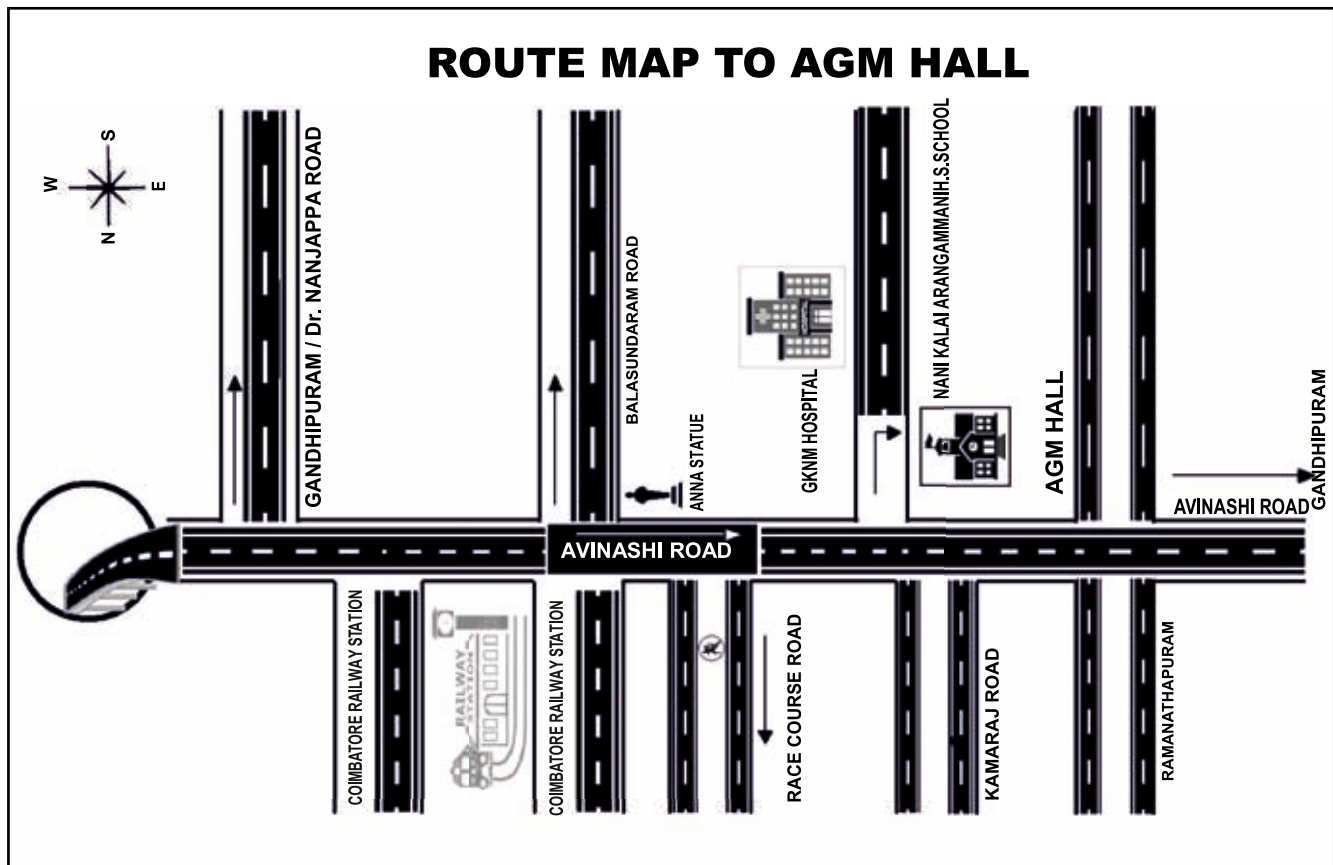 ROUTE MAP TO AGM HALL
S
W
E
N
GANDHIPURAM / Dr. NANJAPPA ROAD
BALASUNDARAM ROAD
ANNA STATUE
GKNM HOSPITAL
NANI KALAI ARANGAMMANIH.S.SCHOOL
AGM HALL
GANDHIPURAM
AVINASHI ROAD
AVINASHI ROAD
COIMBATORE RAILWAY STATION
RAILWAY
STATION
COIMBATORE RAILWAY STATION
RACE COURSE ROAD
KAMARAJ ROAD
RAMANATHAPURAM